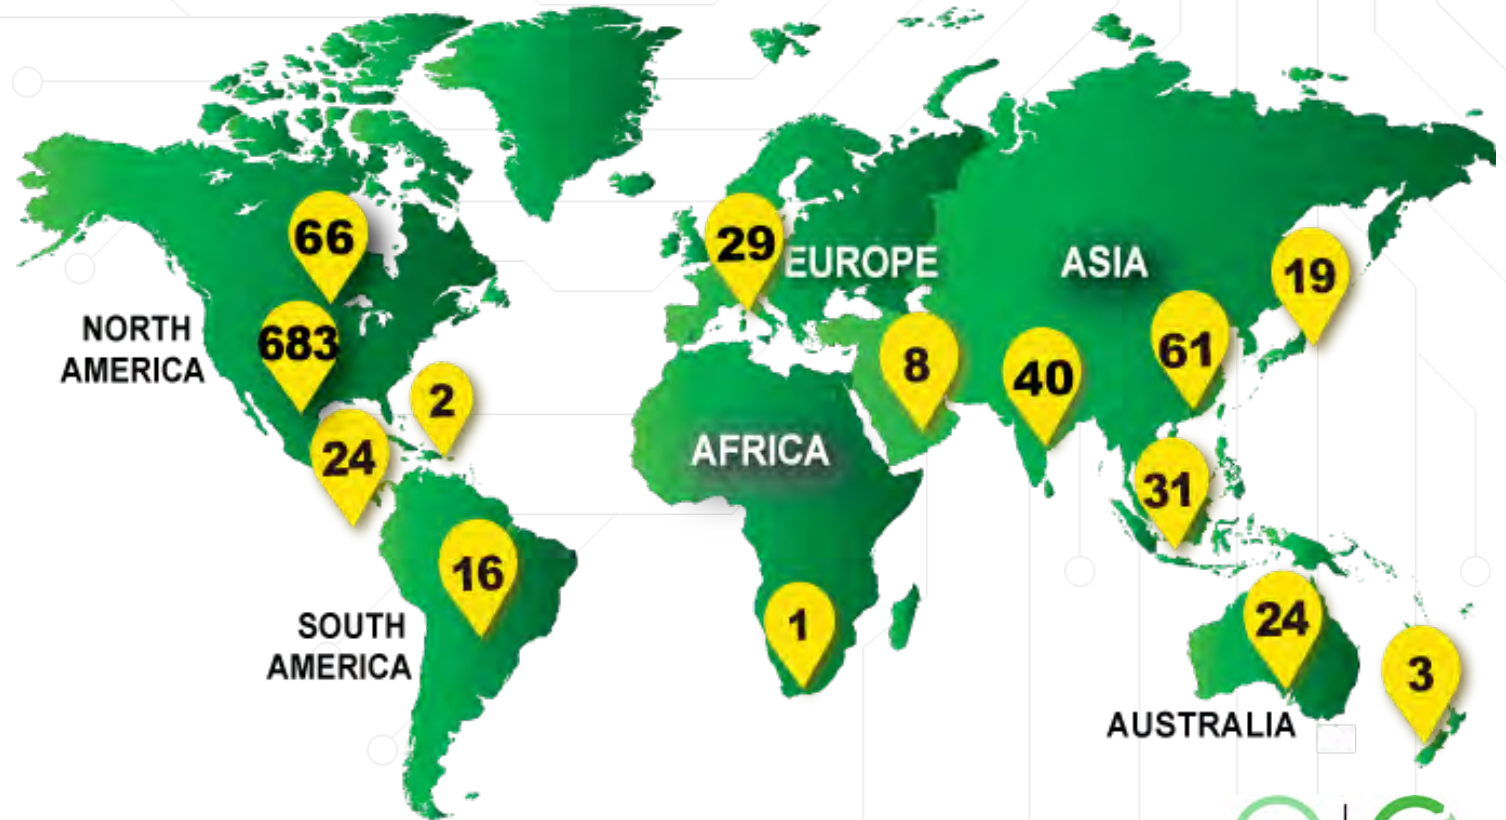 66
29
EUROPE
ASIA
19
NORTH
AMERICA
683
2
24
8
40
61
AFRICA
31
16
SOUTH
AMERICA
1
24
3
AUSTRALIA